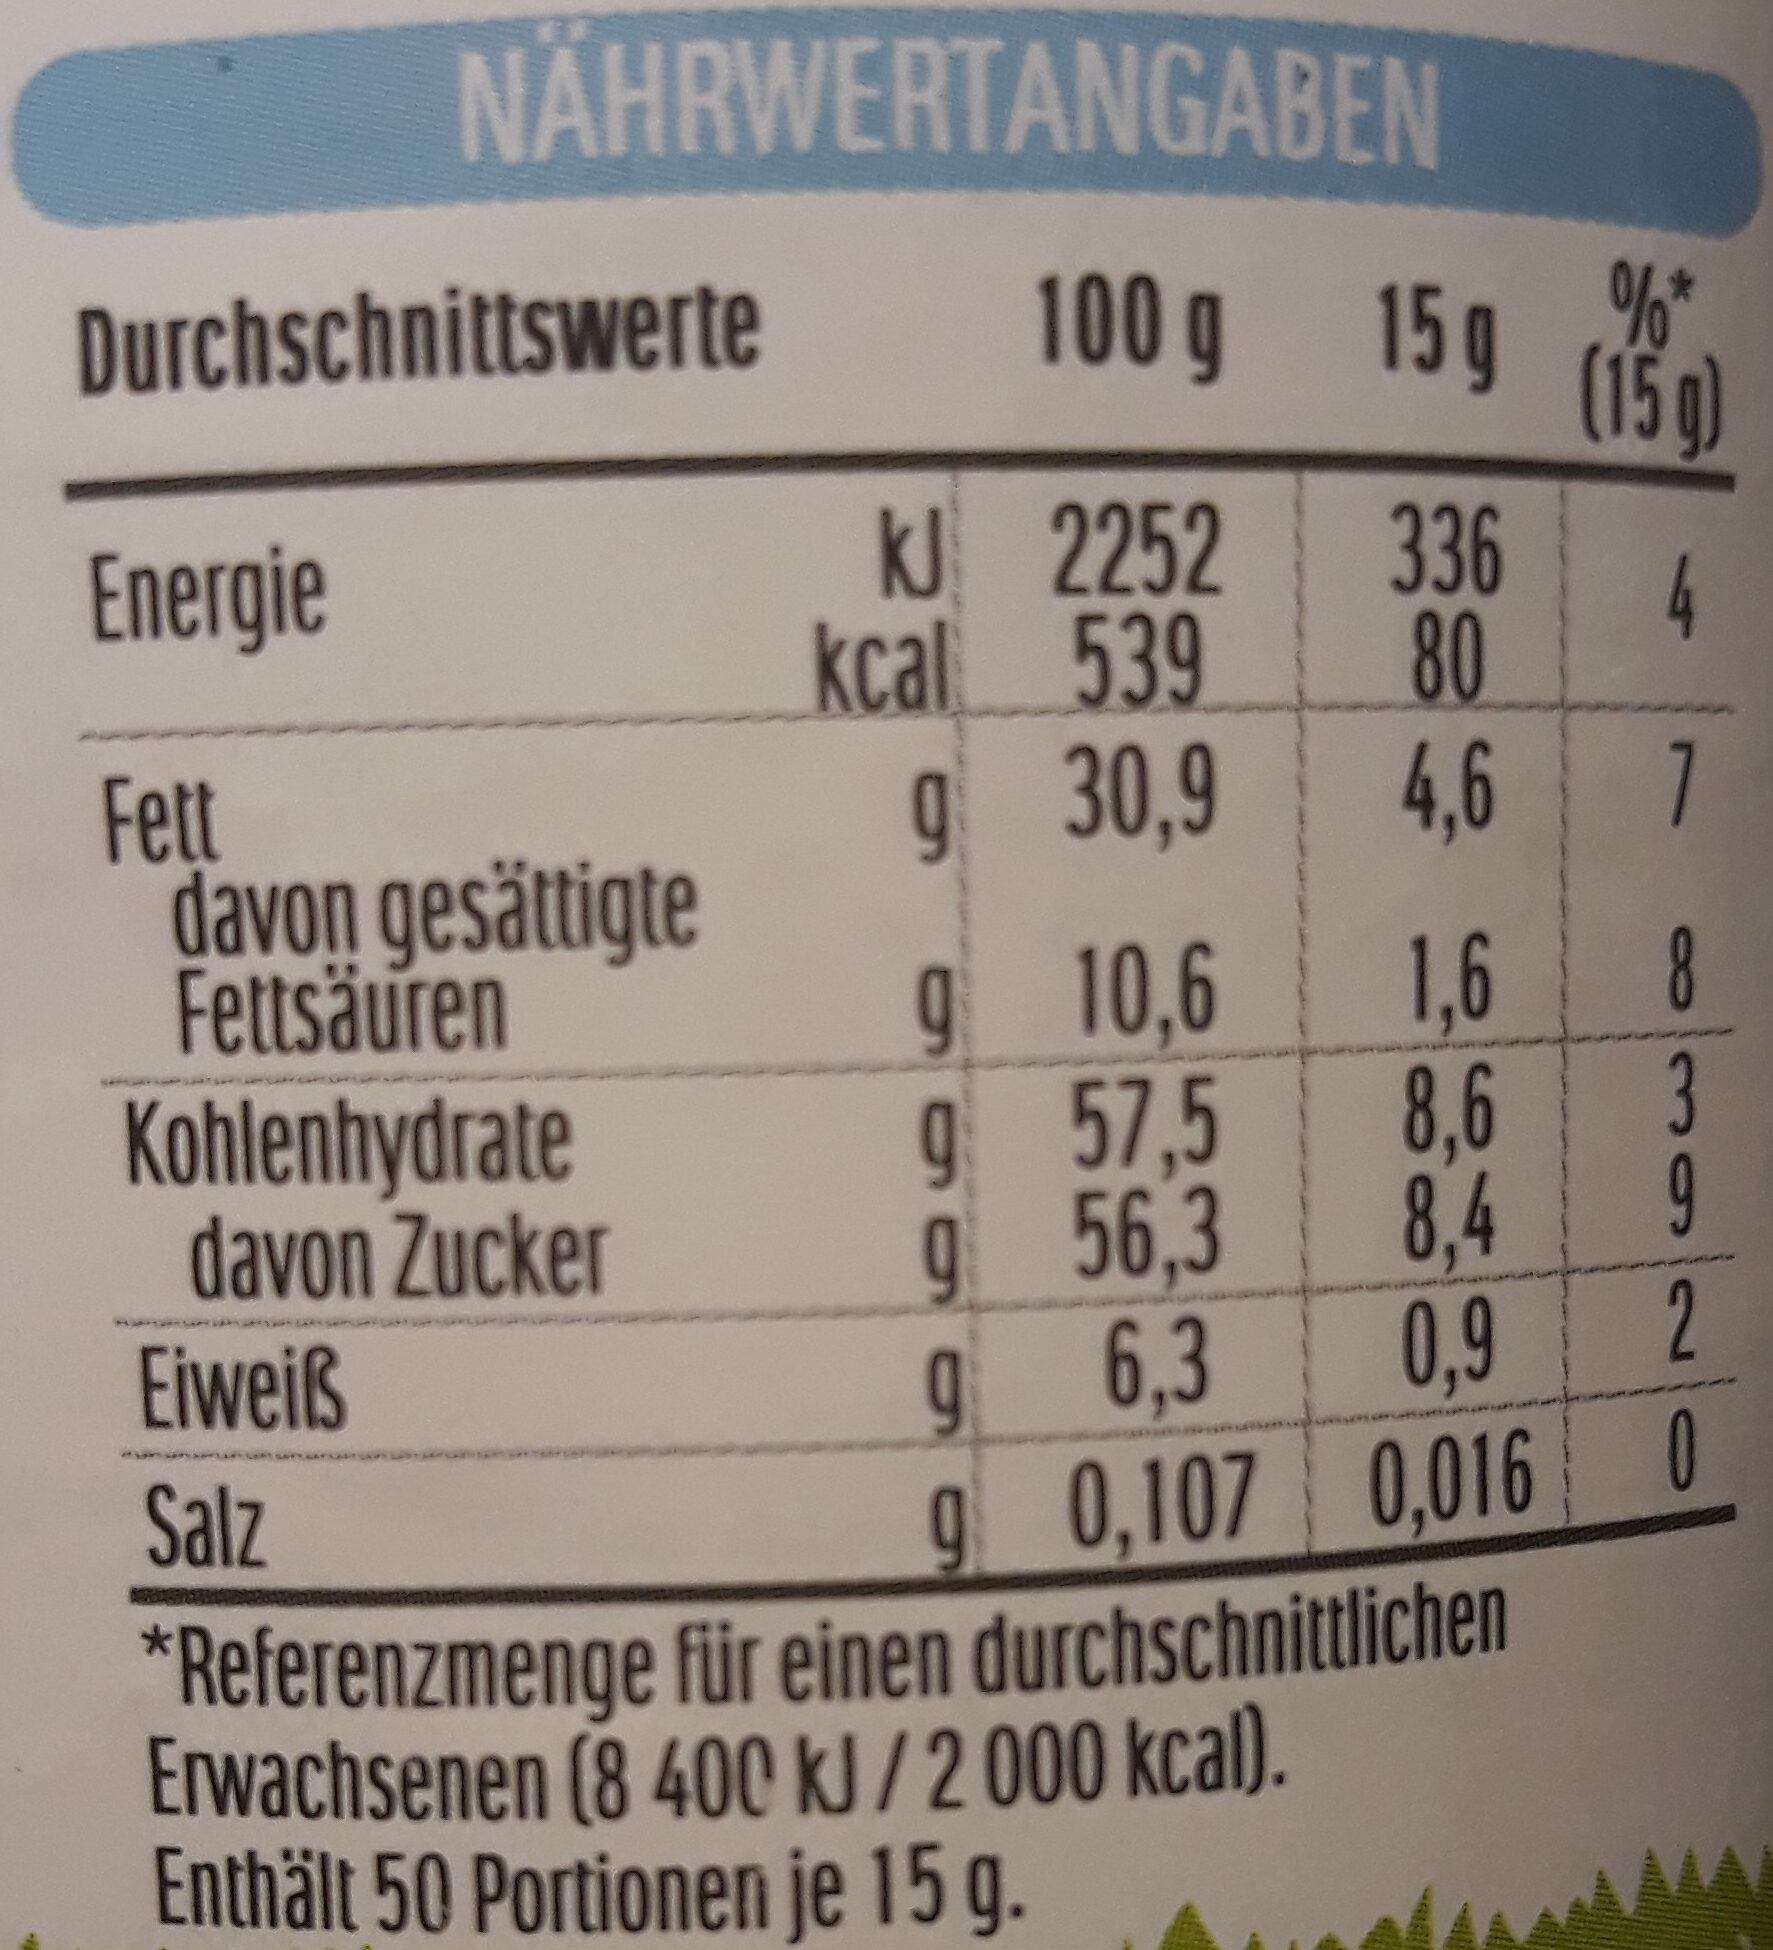 NÄHRWERTANGABEN
Durchschnittswerte 100 g 15 g %* (15 g)
Energie kJ 2252 336 4
kcal 539 80
Fett g 30,9 4,6 7
davon gesättigte
Fettsäuren g 10,6 1,6 8
Kohlenhydrate g 57,5 8,6 3
davon Zucker g 56,3 8,4 9
Eiweiß g 6,3 0,9 2
Salz g 0,107 0,016 0
*Referenzmenge für einen durchschnittlichen
Erwachsenen (8 400 kJ / 2 000 kcal).
Enthält 50 Portionen je 15 g.